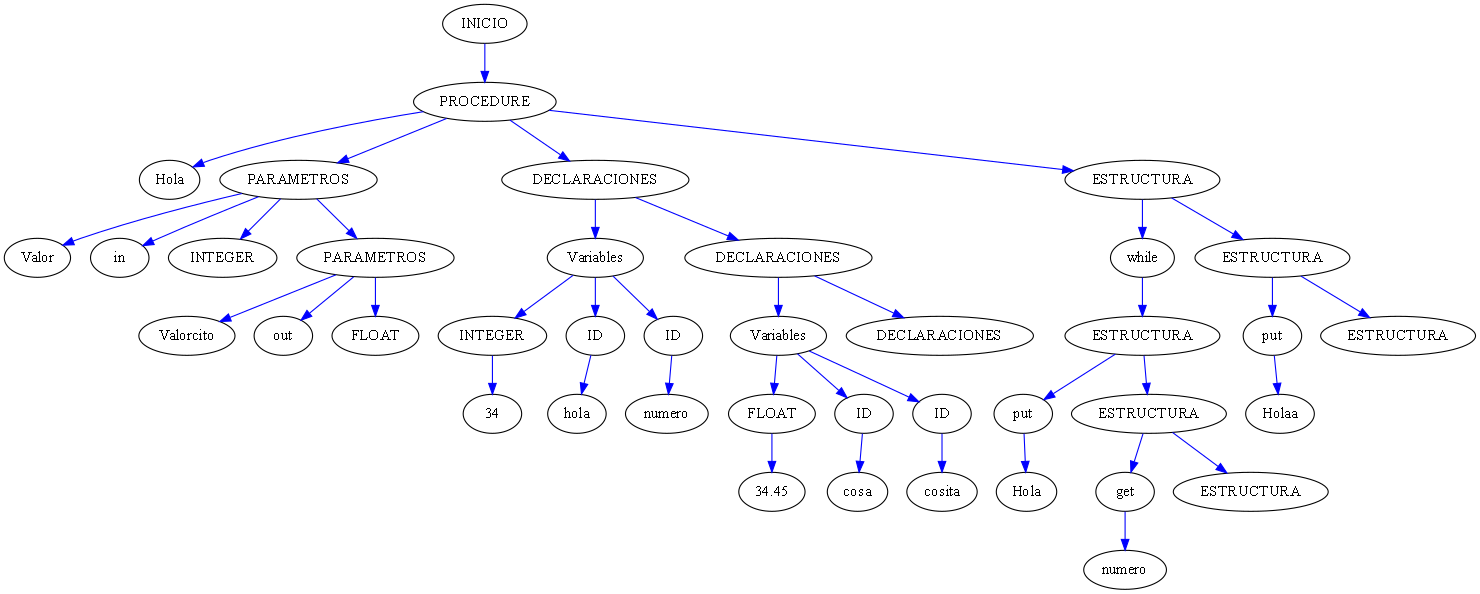 INICIO
PROCEDURE
Hola PARAMETROS DECLARACIONES ESTRUCTURA
Valor in INTEGER PARAMETROS Variables DECLARACIONES while ESTRUCTURA
Valorcito out FLOAT INTEGER ID ID Variables DECLARACIONES ESTRUCTURA put ESTRUCTURA
34 hola numero FLOAT ID ID put ESTRUCTURA Holaa
34.45 cosa cosita Hola get ESTRUCTURA
numero